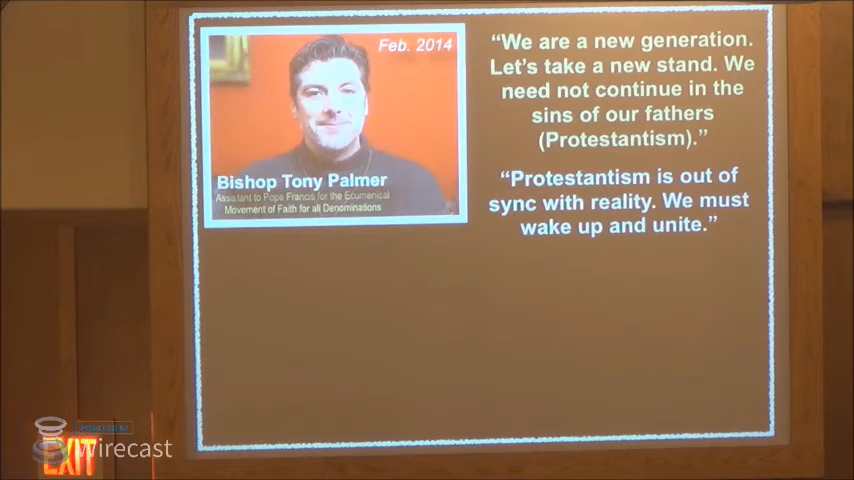 Feb. 2014
Bishop Tony Palmer
Assistant to Pope Francis for the Ecumenical
Movement of Faith for all Denominations
“We are a new generation.
Let’s take a new stand. We
need not continue in the
sins of our fathers
(Protestantism).”
“Protestantism is out of
sync with reality. We must
wake up and unite.”
POWERED BY
wirecast
EXIT